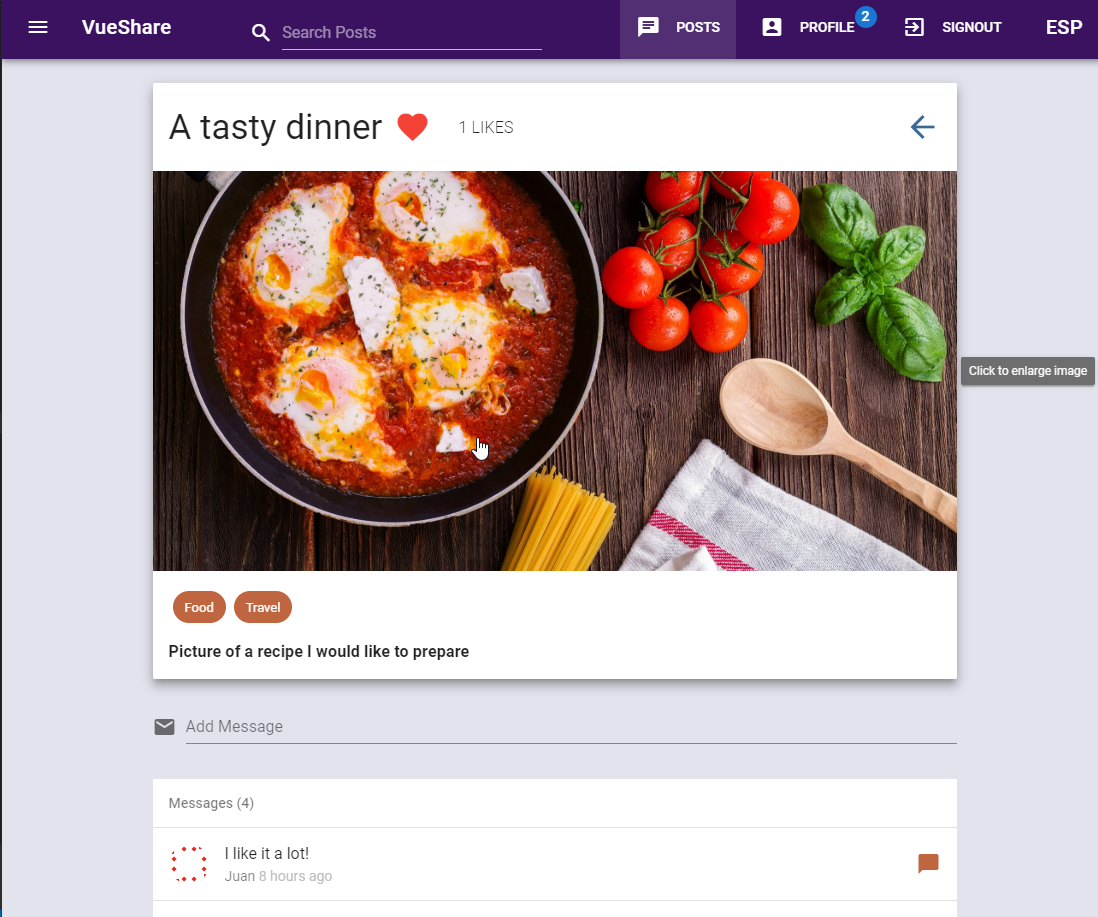 VueShare
Search Posts
POSTS
PROFILE
2
SIGNOUT
ESP
A tasty dinner
1 LIKES
Click to enlarge image
Food
Travel
Picture of a recipe I would like to prepare
Add Message
Messages (4)
I like it a lot!
Juan 8 hours ago